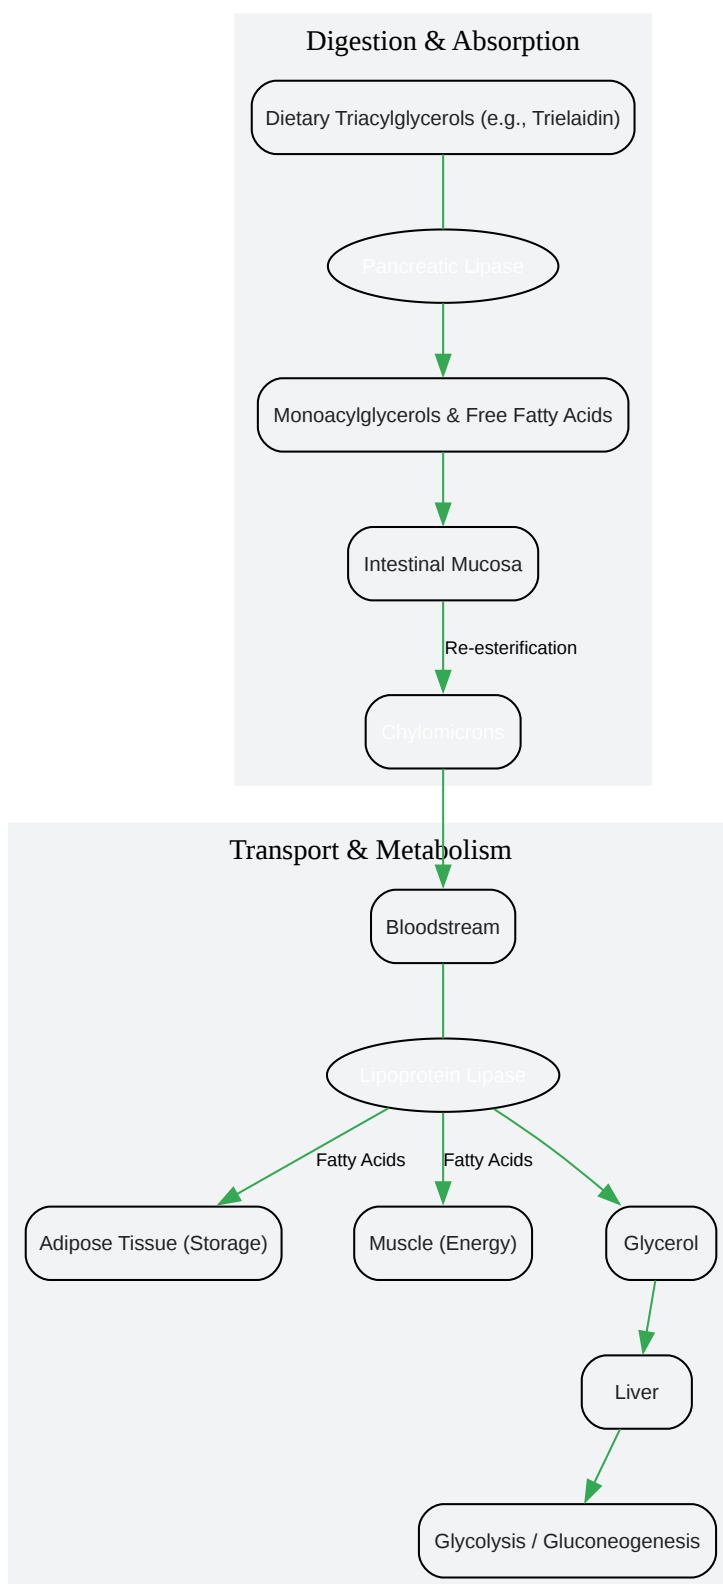 Digestion & Absorption
Dietary Triacylglycerols (e.g., Trielaidin)
Pancreatic Lipase
Monoacylglycerols & Free Fatty Acids
Intestinal Mucosa
Re-esterification
Chylomicrons
Transport & Metabolism
Bloodstream
Lipoprotein Lipase
Fatty Acids
Fatty Acids
Adipose Tissue (Storage)
Muscle (Energy)
Glycerol
Liver
Glycolysis / Gluconeogenesis